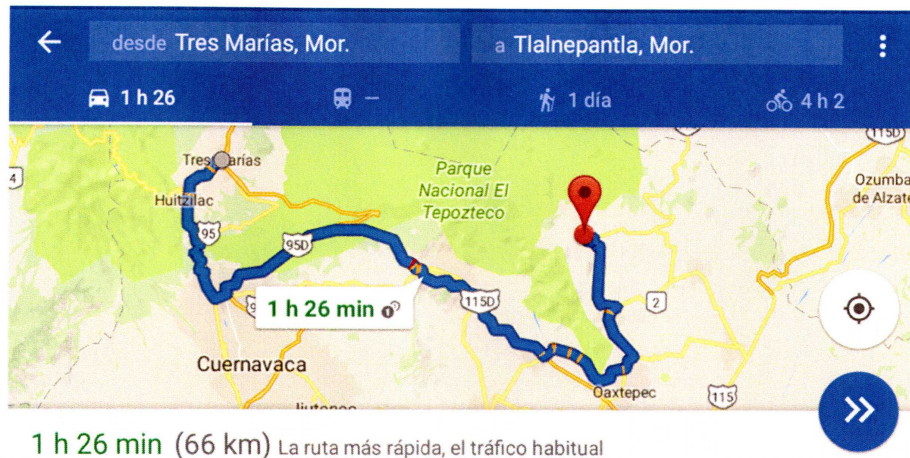 desde Tres Marías, Mor.
a Tlalnepantla, Mor.
1 h 26
—
1 día
4 h 2
115D
4
Tres Marías
Parque
Nacional El
Tepozteco
Ozumba
de Alzate
Huitzilac
95
95D
1 h 26 min
115D
2
Cuernavaca
Oaxtepec
115
1 h 26 min (66 km) La ruta más rápida, el tráfico habitual